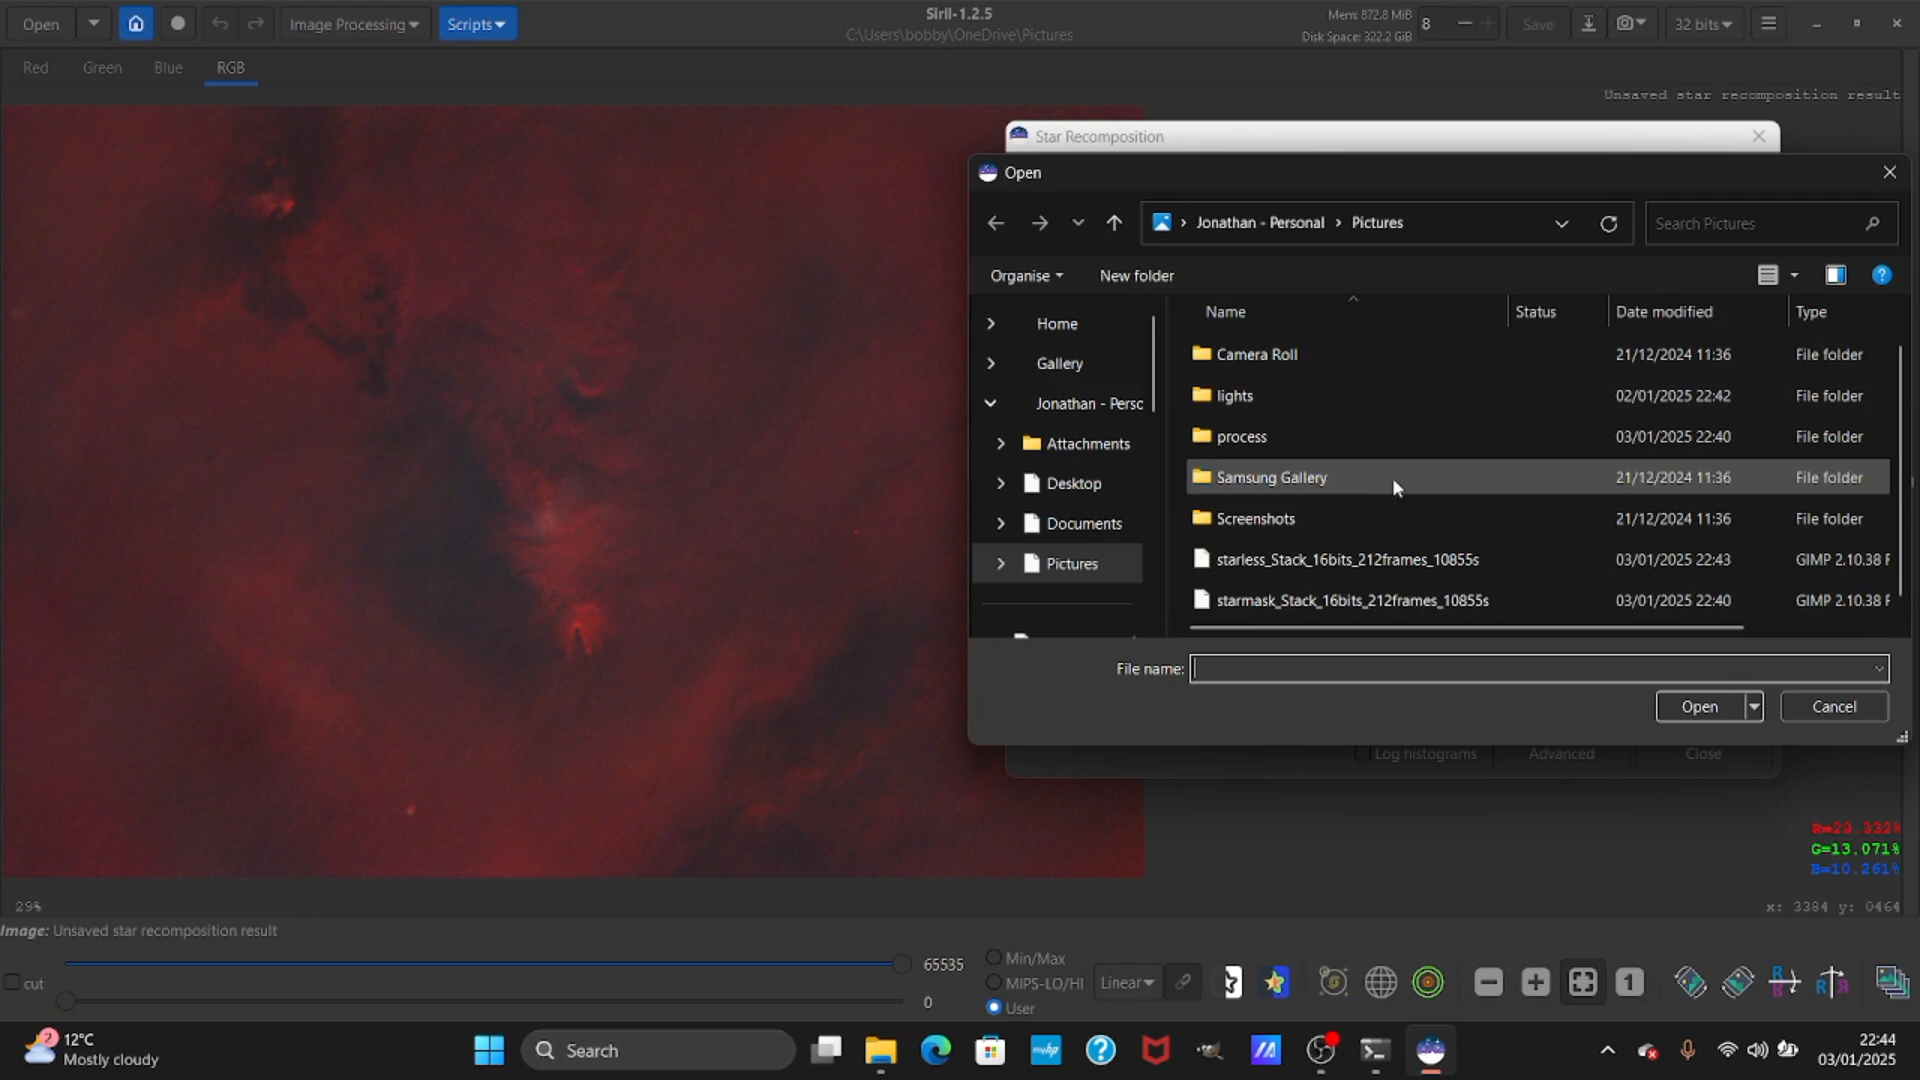 Open
Image Processing
Scripts
Siril-1.2.5
C:\Users\bobby\OneDrive\Pictures
Mem: 872.8 MiB
Disk Space: 322.2 GiB
8
Save
32 bits
Red
Green
Blue
RGB
Unsaved star recomposition result
Star Recomposition
Open
Jonathan - Personal
Pictures
Search Pictures
Organise
New folder
Name
Status
Date modified
Type
Home
Gallery
Jonathan - Perso
Attachments
Desktop
Documents
Pictures
Camera Roll 21/12/2024 11:36 File folder
lights 02/01/2025 22:42 File folder
process 03/01/2025 22:40 File folder
Samsung Gallery 21/12/2024 11:36 File folder
Screenshots 21/12/2024 11:36 File folder
starless_Stack_16bits_212frames_10855s 03/01/2025 22:43 GIMP 2.10.38 F
starmask_Stack_16bits_212frames_10855s 03/01/2025 22:40 GIMP 2.10.38 F
File name:
Open
Cancel
Log histograms
Advanced
Close
R=29.332%
G=13.071%
B=10.261%
29%
x: 3384 y: 0464
Image: Unsaved star recomposition result
cut
65535
0
Min/Max
MIPS-LO/HI
User
Linear
1
2
12°C
Mostly cloudy
Search
myhp
22:44
03/01/2025